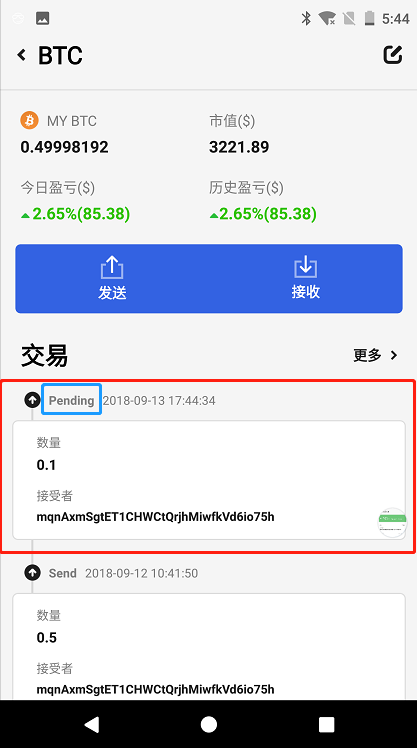 5:44
BTC
MY BTC 市值($)
0.49998192 3221.89
今日盈亏($) 历史盈亏($)
2.65%(85.38) 2.65%(85.38)
发送 接收
交易 更多
Pending 2018-09-13 17:44:34
数量
0.1
接受者
mqnAxmSgtET1CHWCtQrjhMiwfkVd6io75h
Send 2018-09-12 10:41:50
数量
0.5
接受者
mqnAxmSgtET1CHWCtQrjhMiwfkVd6io75h